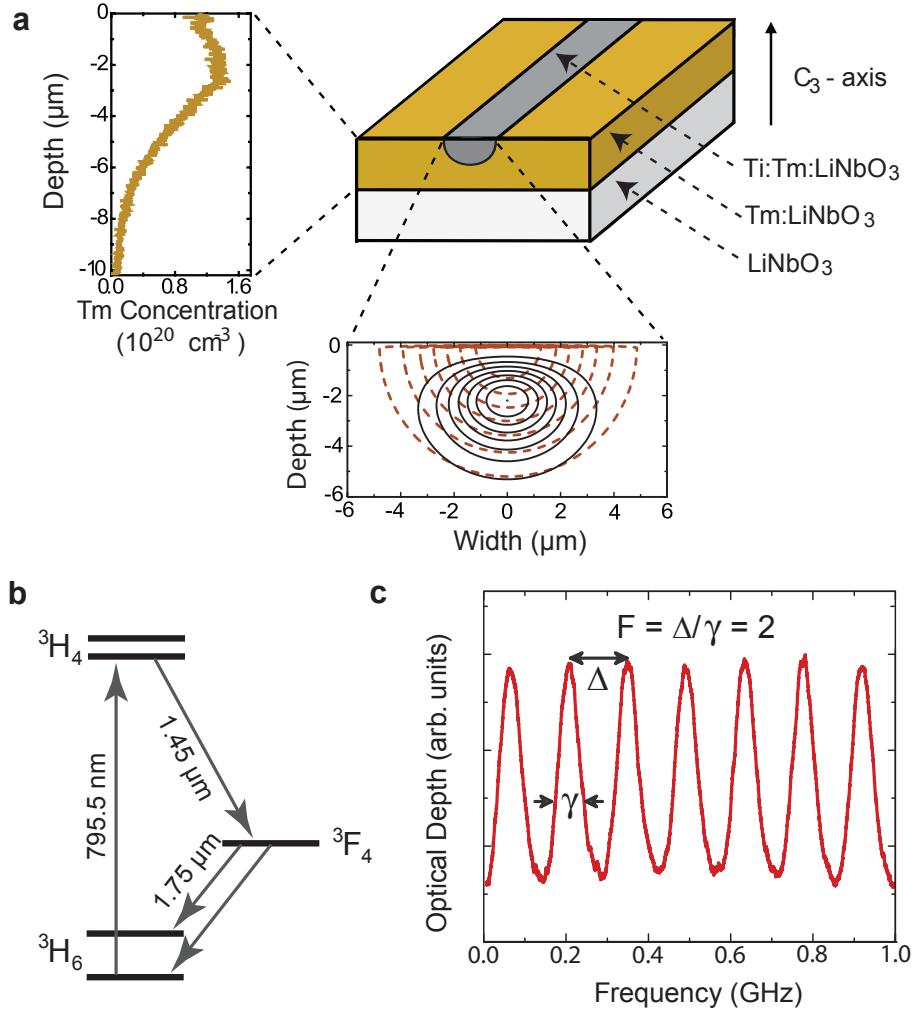 a
0
-2
-4
-6
-8
-10
Depth (µm)
0.0 0.8 1.6
Tm Concentration
(10²⁰ cm⁻³ )
C₃ - axis
Ti:Tm:LiNbO₃
Tm:LiNbO₃
LiNbO₃
0
-2
-4
-6
Depth (µm)
-6 -4 -2 0 2 4 6
Width (µm)
b
³H₄
795.5 nm
1.45 µm
1.75 µm
³F₄
³H₆
c
F = Δ/γ = 2
Δ
γ
Optical Depth (arb. units)
0.0 0.2 0.4 0.6 0.8 1.0
Frequency (GHz)